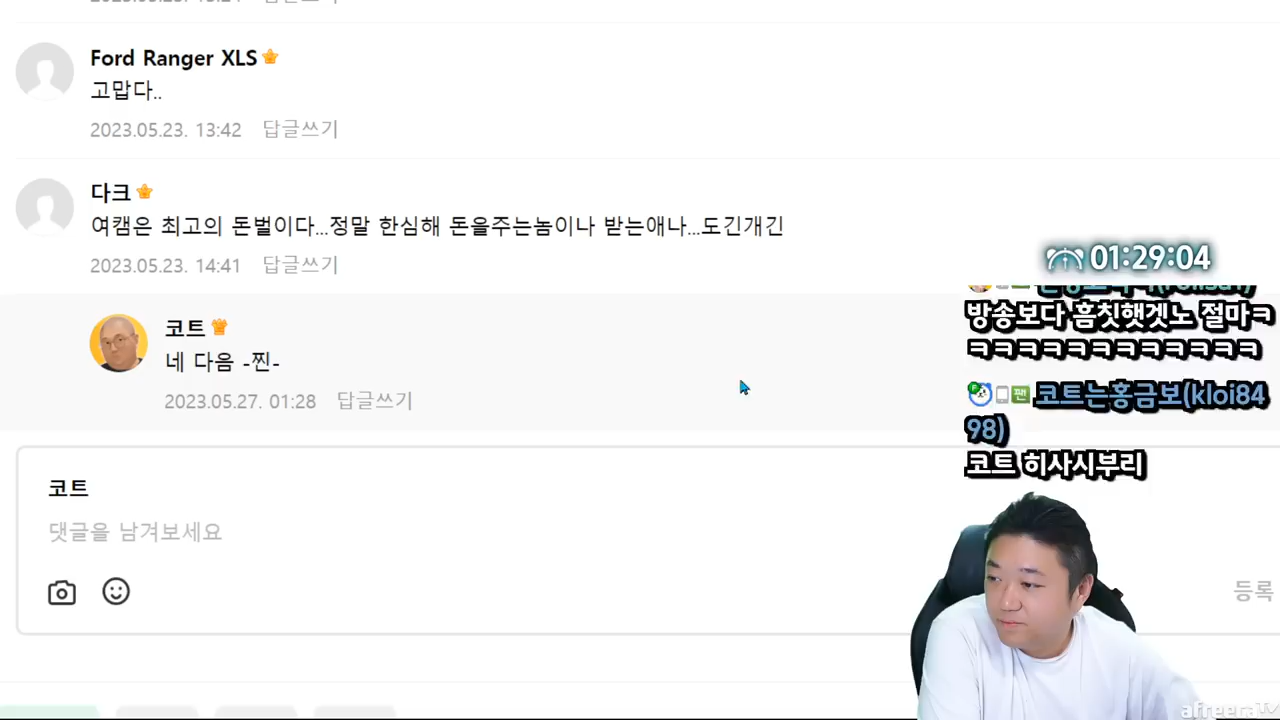 Ford Ranger XLS
고맙다..
2023.05.23. 13:42 답글쓰기
다크
여캠은 최고의 돈벌이다...정말 한심해 돈을주는놈이나 받는애나...도긴개긴
2023.05.23. 14:41 답글쓰기
코트
네 다음 -찐-
2023.05.27. 01:28 답글쓰기
코트
댓글을 남겨보세요
등록
01:29:04
방송보다 흠칫햇겟노 절마ㅋ
ㅋㅋㅋㅋㅋㅋㅋㅋㅋㅋㅋㅋ
팬 코트는홍금보(kloi84
98)
코트 히사시부리
afreecaTV